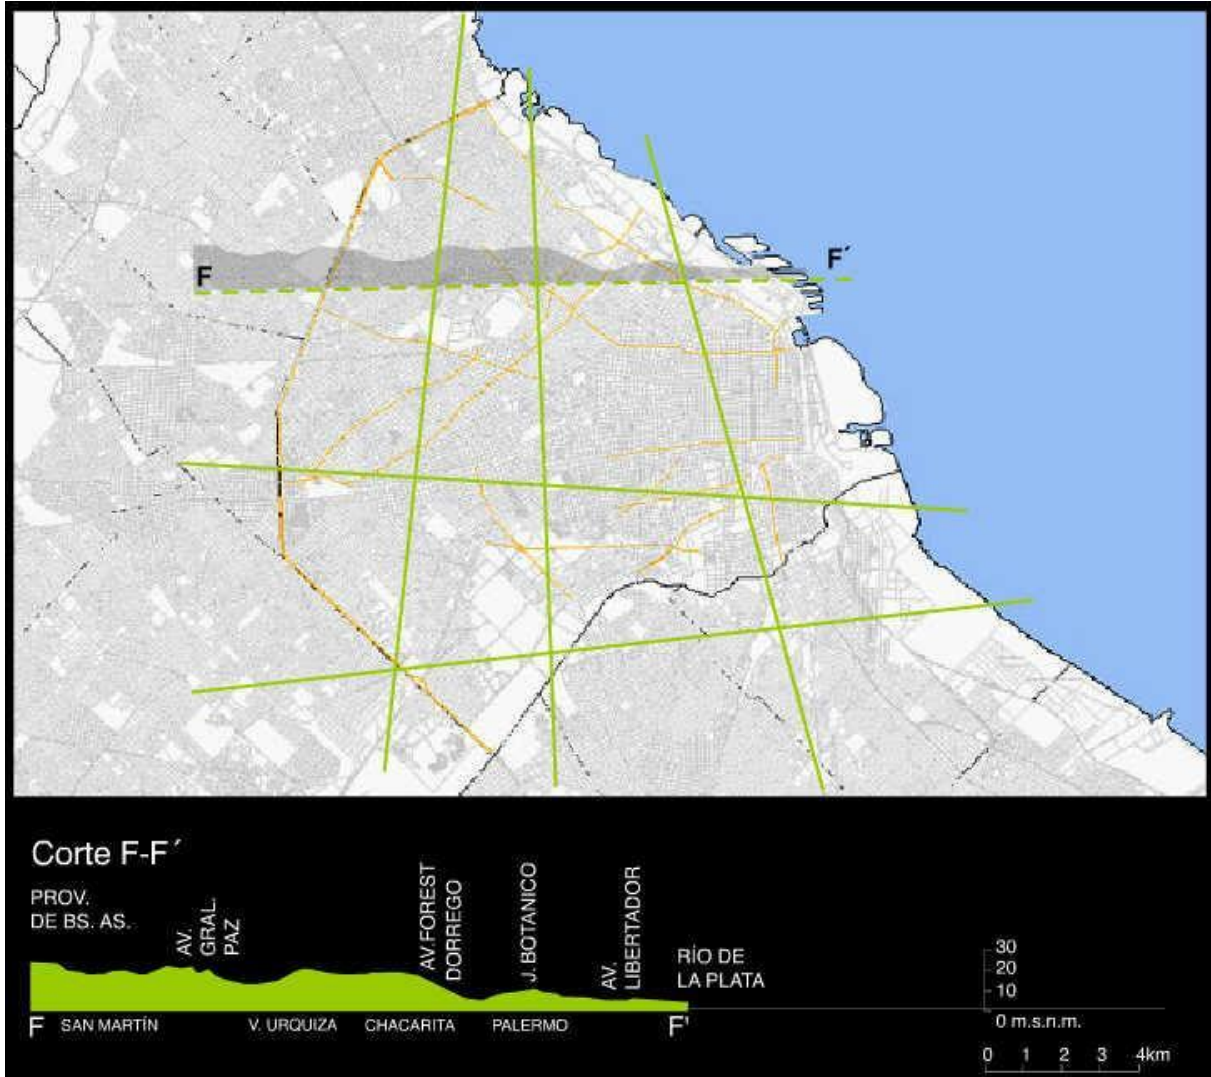 F
F´
Corte F-F´
PROV.
DE BS. AS.
AV.
GRAL.
PAZ
AV.FOREST
DORREGO
J. BOTANICO
AV.
LIBERTADOR
RÍO DE
LA PLATA
30
20
10
0 m.s.n.m.
F
SAN MARTÍN
V. URQUIZA
CHACARITA
PALERMO
F'
0 1 2 3 4km